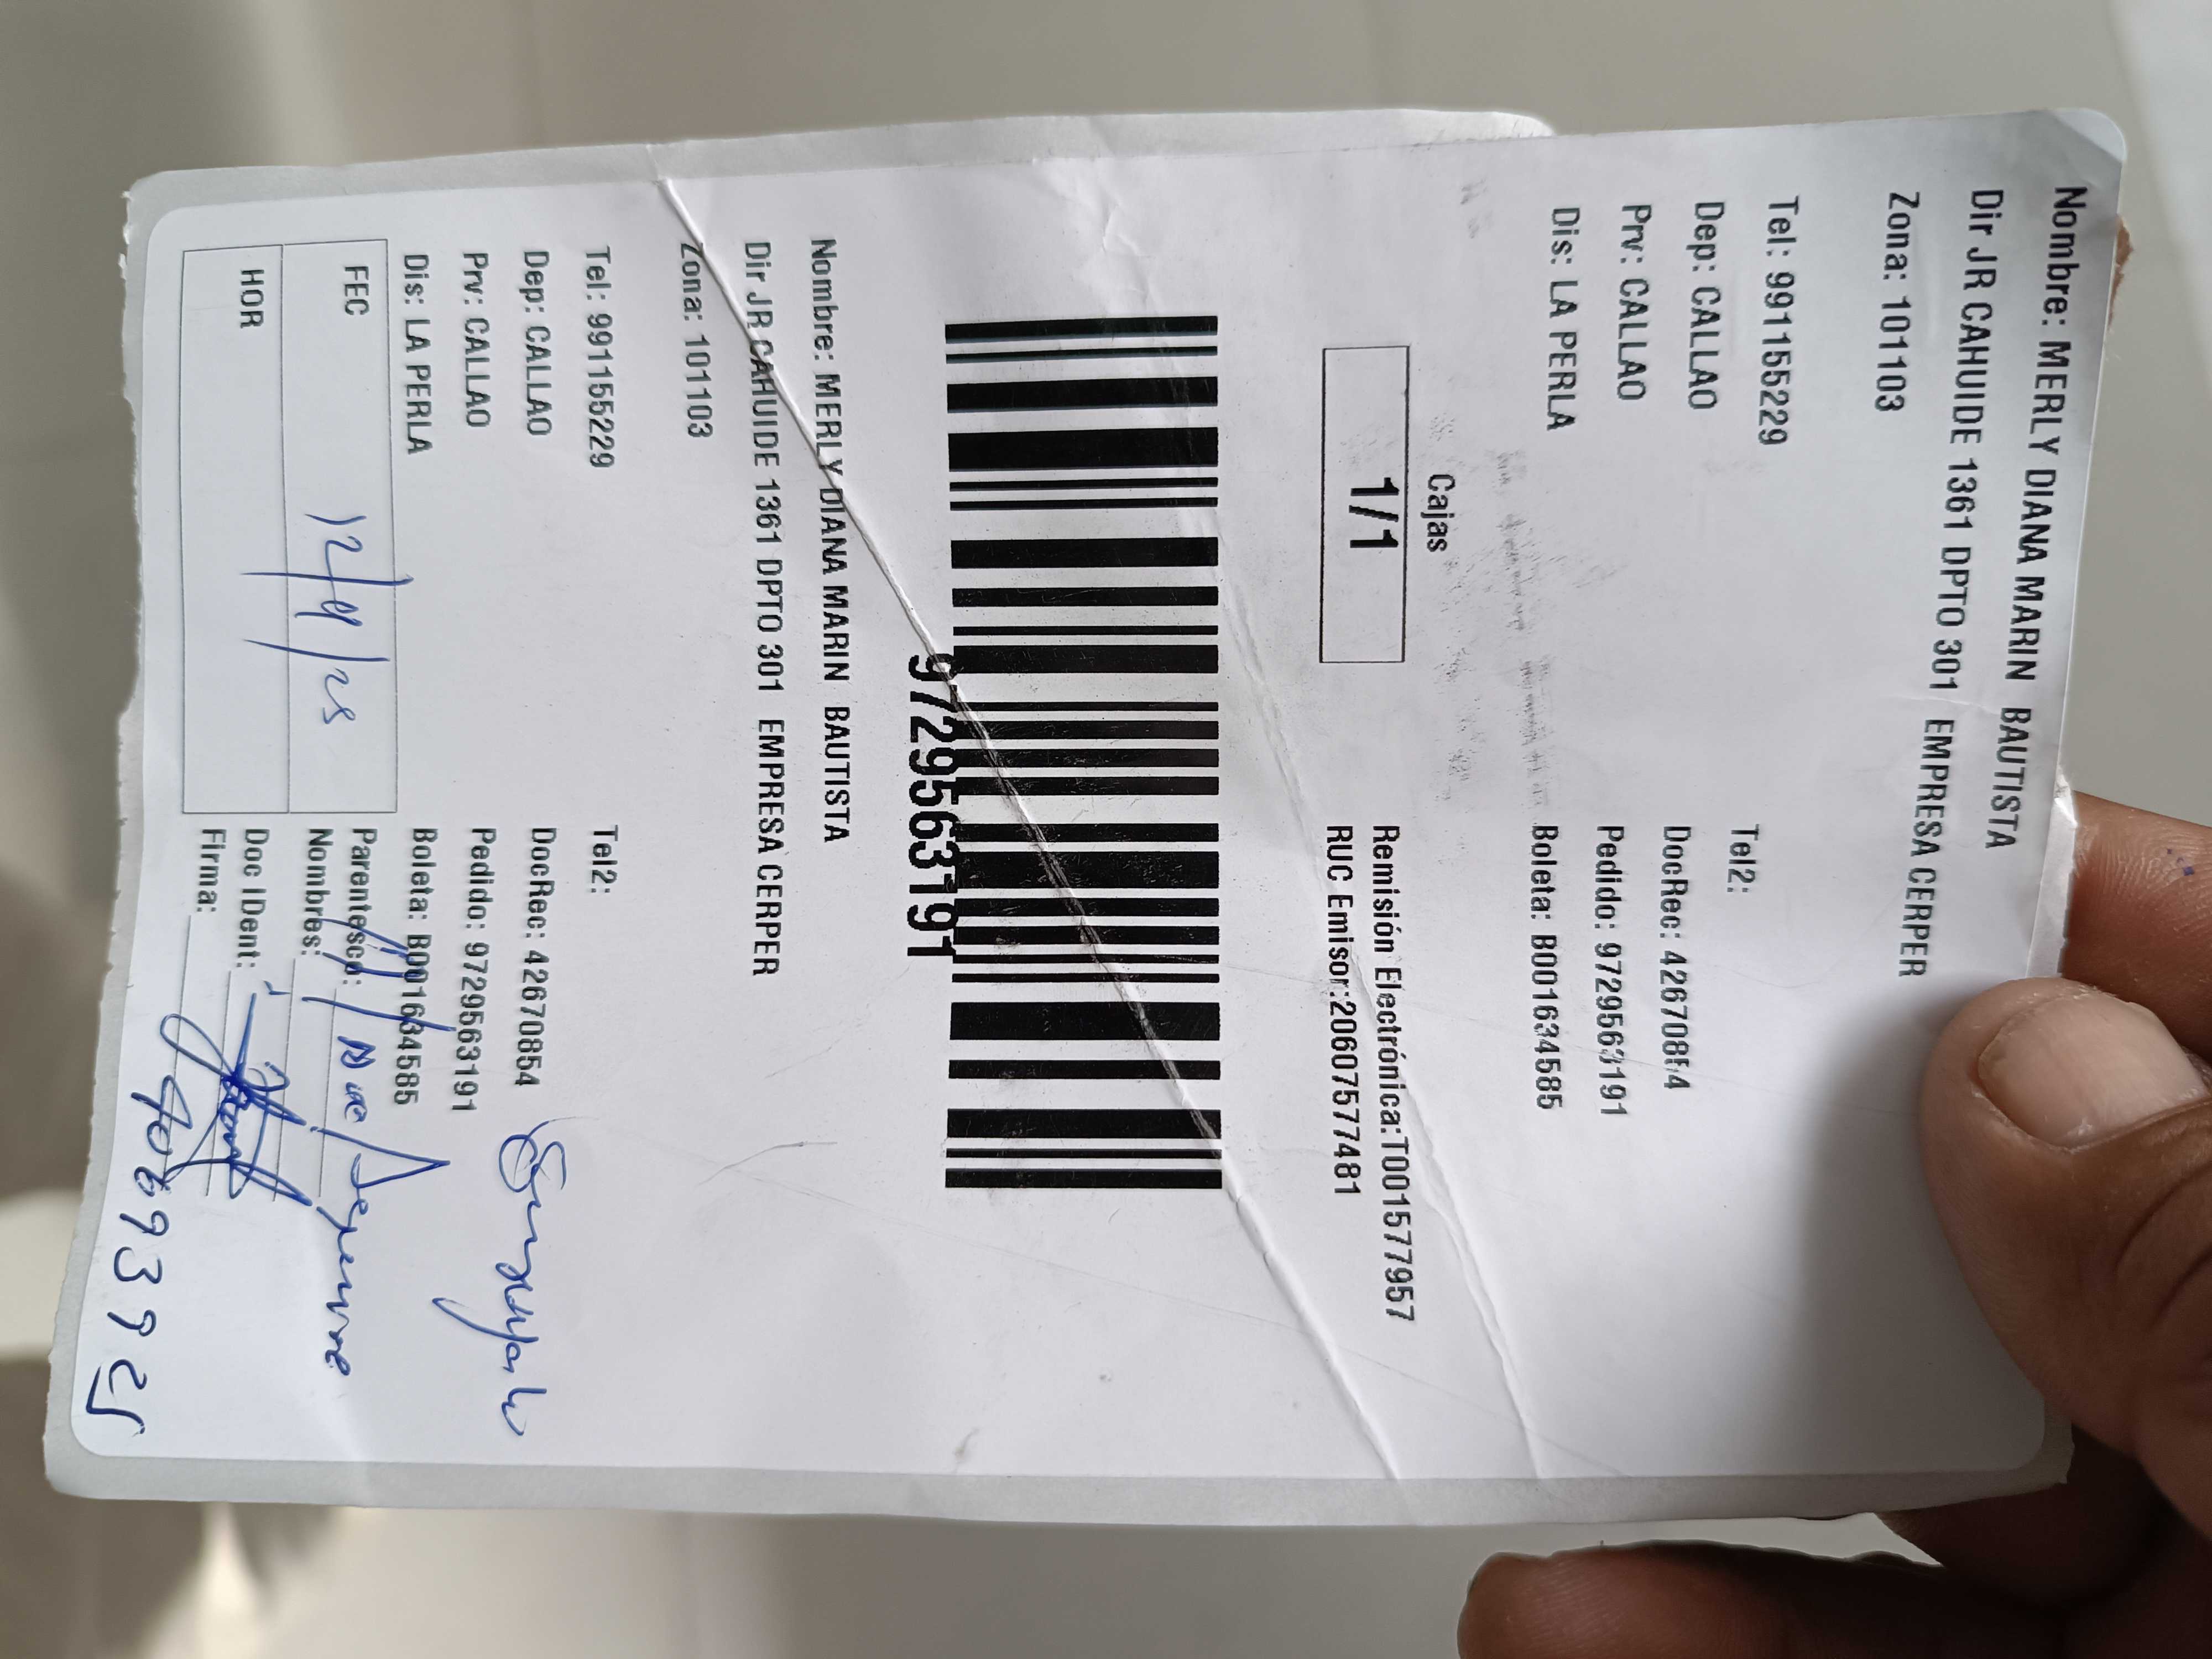 Nombre: MERLY DIANA MARIN BAUTISTA
Dir JR CAHUIDE 1361 DPTO 301 EMPRESA CERPER
Zona: 101103
Tel: 991155229 Tel2:
Dep: CALLAO DocRec: 42670854
Prv: CALLAO Pedido: 9729563191
Dis: LA PERLA Boleta: B001634585
Cajas
1/1
Remisión Electrónica:T001577957
RUC Emisor:20607577481
9729563191
Nombre: MERLY DIANA MARIN BAUTISTA
Dir JR CAHUIDE 1361 DPTO 301 EMPRESA CERPER
Zona: 101103
Tel: 991155229 Tel2:
Dep: CALLAO DocRec: 42670854
Prv: CALLAO Pedido: 9729563191
Dis: LA PERLA Boleta: B001634585
FEC Parentesco:
Nombres:
HOR Doc IDent:
Firma: